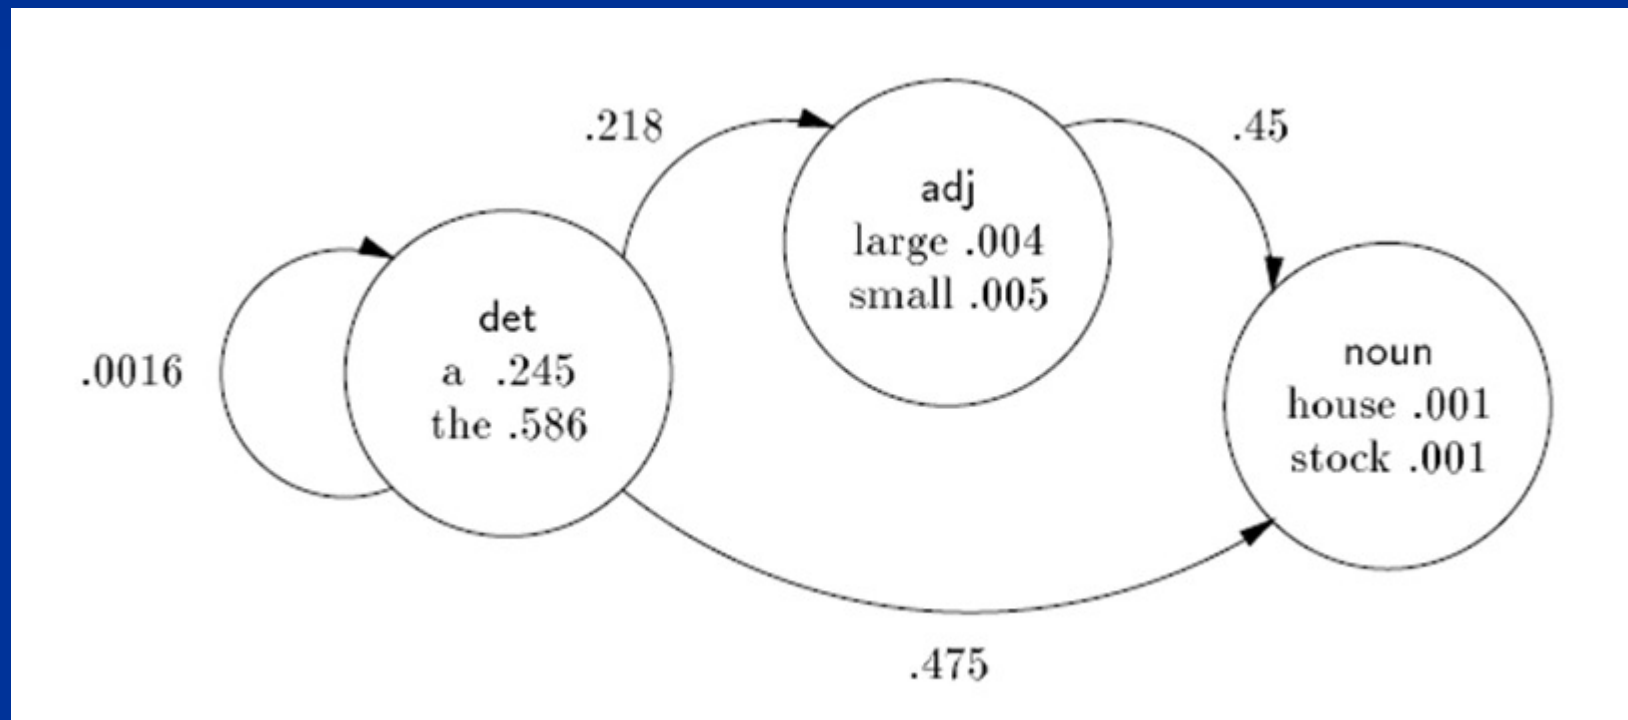 .218
.45
adj
large .004
small .005
det
a .245
the .586
.0016
noun
house .001
stock .001
.475